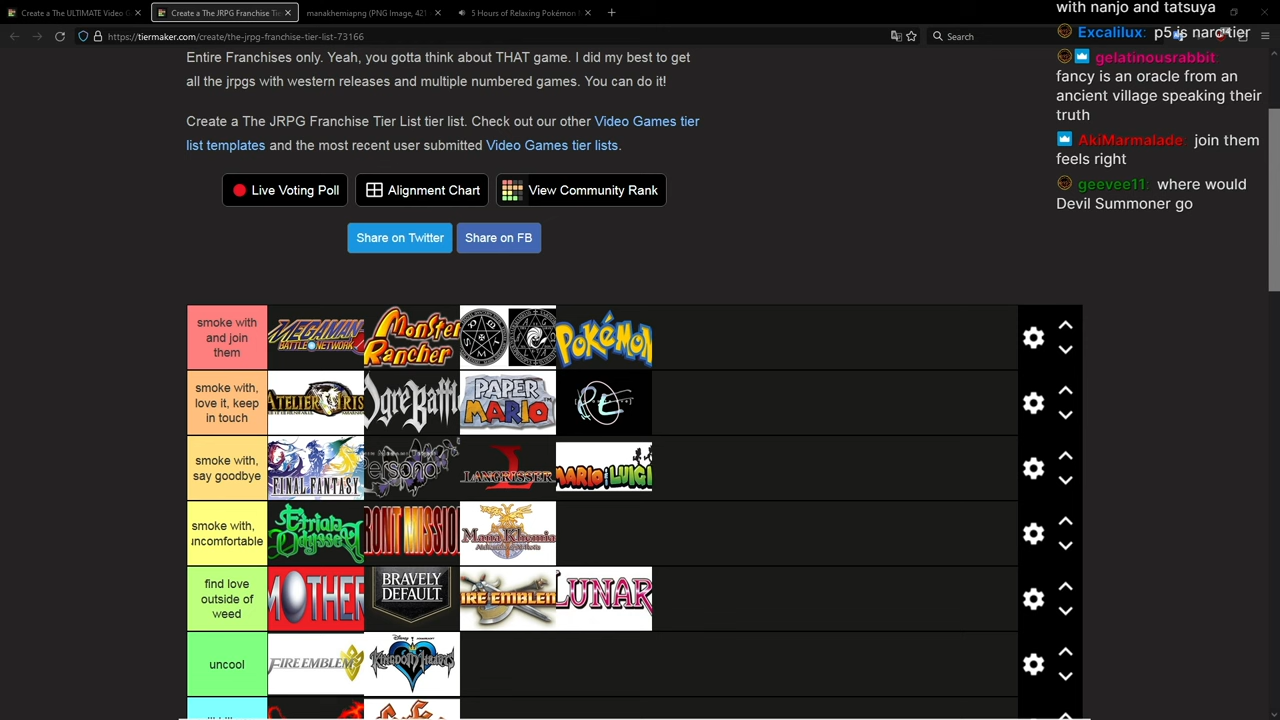 Create a The ULTIMATE Video G
Create a The JRPG Franchise Tie
manakhemiapng (PNG Image, 421
5 Hours of Relaxing Pokémon
https://tiermaker.com/create/the-jrpg-franchise-tier-list-73166
Search
with nanjo and tatsuya
Excalilux: p5 is narc tier
gelatinousrabbit:
fancy is an oracle from an
ancient village speaking their
truth
AkiMarmalade: join them
feels right
geevee11: where would
Devil Summoner go
Entire Franchises only. Yeah, you gotta think about THAT game. I did my best to get
all the jrpgs with western releases and multiple numbered games. You can do it!
Create a The JRPG Franchise Tier List tier list. Check out our other Video Games tier
list templates and the most recent user submitted Video Games tier lists.
Live Voting Poll
Alignment Chart
View Community Rank
Share on Twitter
Share on FB
smoke with
and join
them
MEGAMAN
BATTLE NETWORK
Monster
Rancher
POKéMON
smoke with,
love it, keep
in touch
ATELIER IRIS
Ogre Battl
PAPER
MARIO
smoke with,
say goodbye
FINAL FANTASY
Persona
LANGRISSER
MARIO & LUIGI
smoke with,
uncomfortable
Etrian
Odyssey
RONT MISSION
Mana Khemia
find love
outside of
weed
MOTHER
BRAVELY
DEFAULT
FIRE EMBLEM
LUNAR
uncool
FIRE EMBLEM
Disney
KINGDOM HEARTS